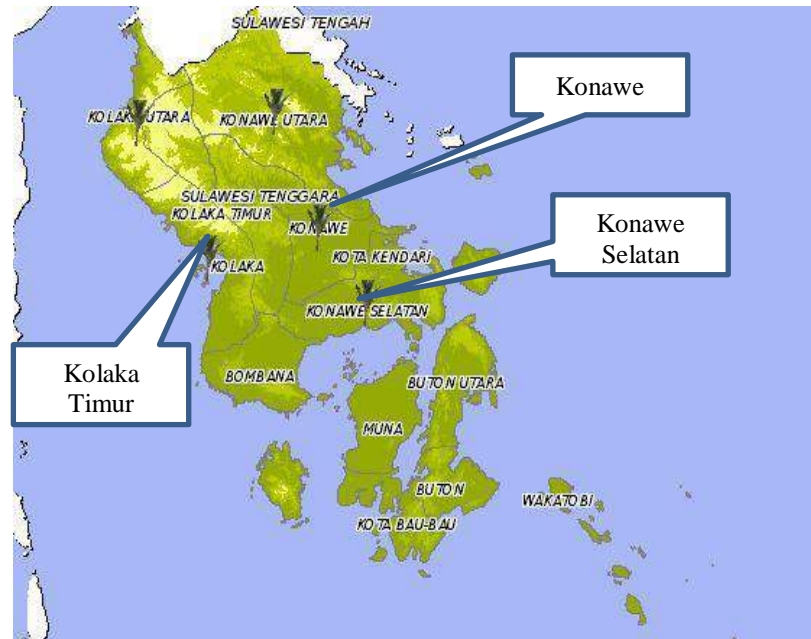 SULAWESI TENGAH
Konawe
KOLAKA UTARA
KONAWE UTARA
SULAWESI TENGGARA
KOLAKA TIMUR
KONAWE
Konawe
Selatan
KOTA KENDARI
KOLAKA
KONAWE SELATAN
Kolaka
Timur
BOMBANA
BUTON UTARA
MUNA
BUTON
WAKATOBI
KOTA BAU-BAU